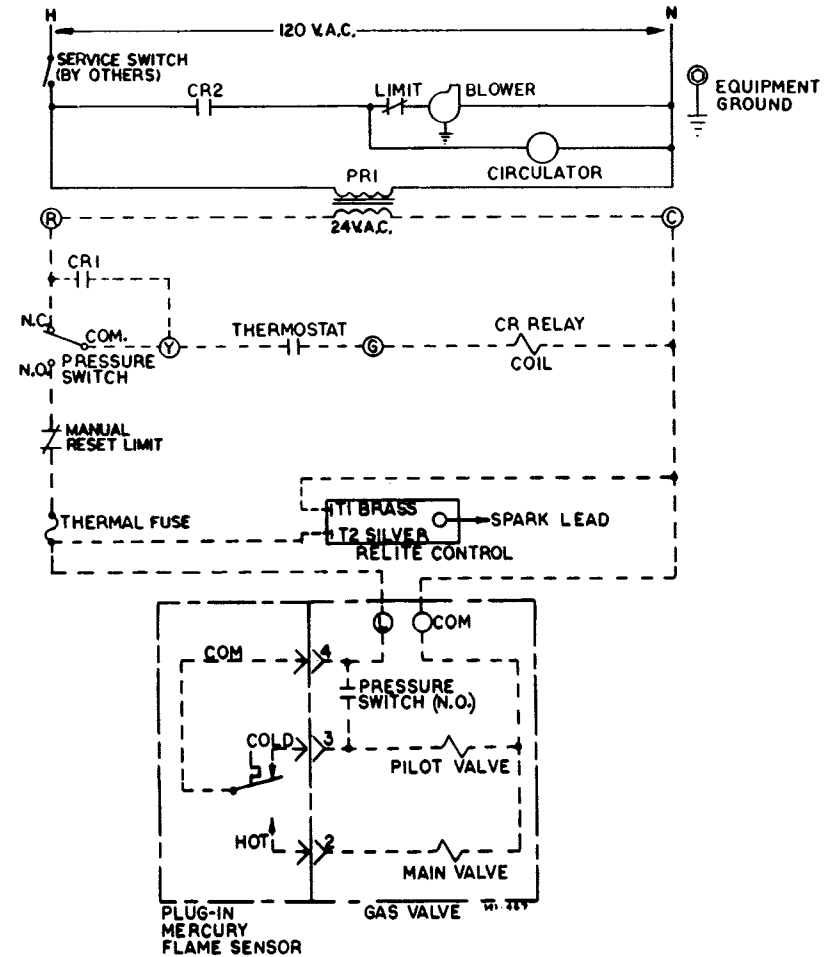 H
N
120 V.A.C.
SERVICE SWITCH
(BY OTHERS)
CR2
LIMIT
BLOWER
EQUIPMENT
GROUND
CIRCULATOR
PR1
R
24V.A.C.
C
CR1
N.C.
COM.
Y
THERMOSTAT
G
CR RELAY
COIL
N.O.
PRESSURE
SWITCH
MANUAL
RESET LIMIT
THERMAL FUSE
T1 BRASS
T2 SILVER
SPARK LEAD
RELITE CONTROL
L
COM
COM
4
PRESSURE
SWITCH (N.O.)
COLD
3
PILOT VALVE
HOT
2
MAIN VALVE
PLUG-IN
MERCURY
FLAME SENSOR
GAS VALVE